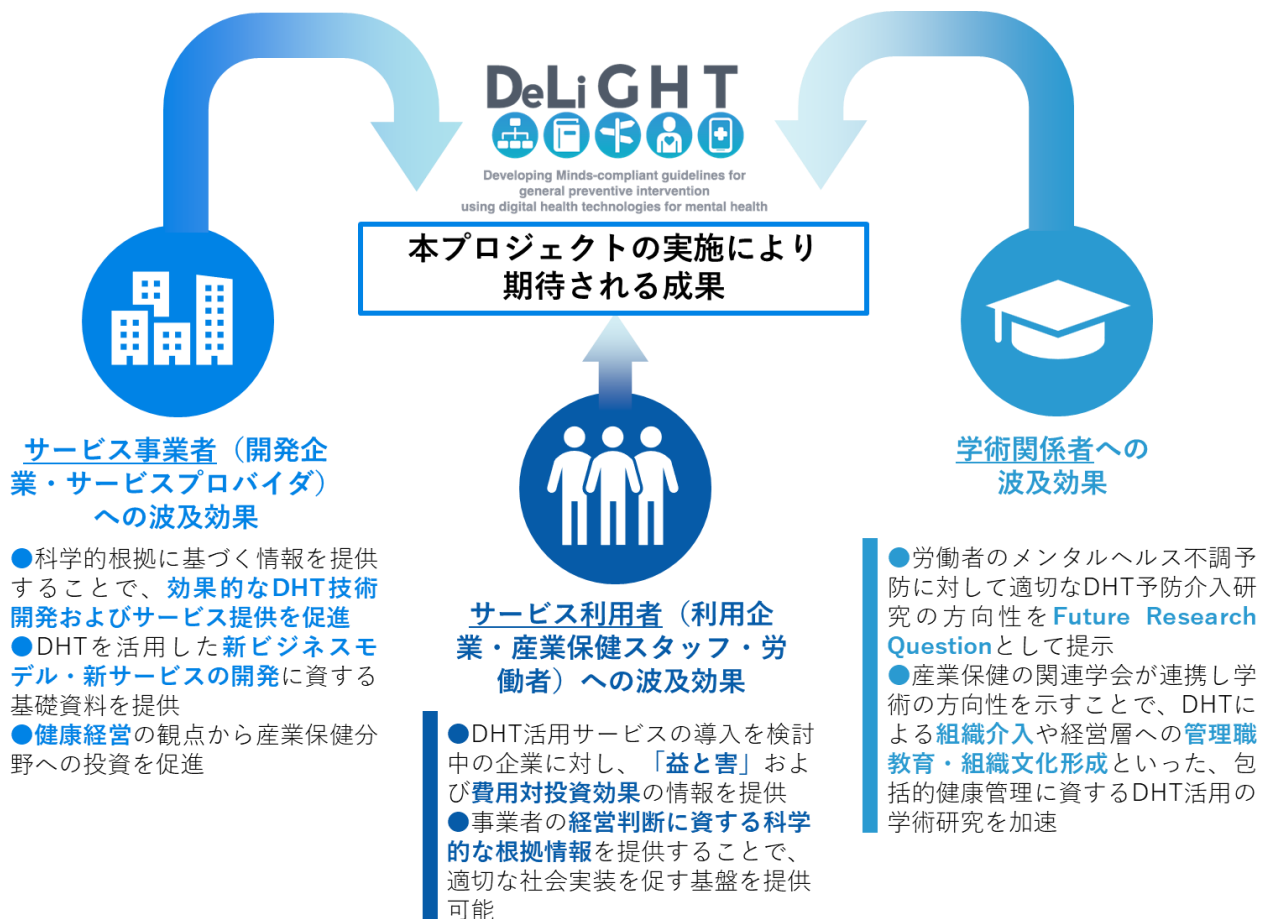 DeLiGHT
Developing Minds-compliant guidelines for
general preventive intervention
using digital health technologies for mental health
本プロジェクトの実施により
期待される成果
サービス事業者（開発企
業・サービスプロバイダ）
への波及効果
●科学的根拠に基づく情報を提供
することで、効果的なDHT技術
開発およびサービス提供を促進
●DHTを活用した新ビジネスモ
デル・新サービスの開発に資する
基礎資料を提供
●健康経営の観点から産業保健分
野への投資を促進
サービス利用者（利用企
業・産業保健スタッフ・労
働者）への波及効果
●DHT活用サービスの導入を検討
中の企業に対し、「益と害」およ
び費用対投資効果の情報を提供
●事業者の経営判断に資する科学
的な根拠情報を提供することで、
適切な社会実装を促す基盤を提供
可能
学術関係者への
波及効果
●労働者のメンタルヘルス不調予
防に対して適切なDHT予防介入研
究の方向性をFuture Research
Questionとして提示
●産業保健の関連学会が連携し学
術の方向性を示すことで、DHTに
よる組織介入や経営層への管理職
教育・組織文化形成といった、包
括的健康管理に資するDHT活用の
学術研究を加速